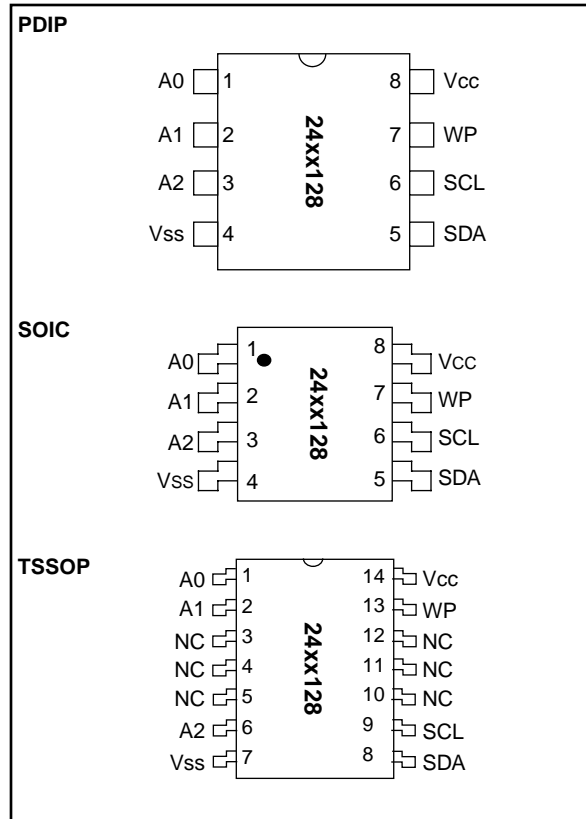 PDIP
A0 1 8 Vcc
A1 2 7 WP
A2 3 6 SCL
Vss 4 5 SDA
24xx128
SOIC
A0 1 8 VCC
A1 2 7 WP
A2 3 6 SCL
VSS 4 5 SDA
24xx128
TSSOP
A0 1 14 Vcc
A1 2 13 WP
NC 3 12 NC
NC 4 11 NC
NC 5 10 NC
A2 6 9 SCL
Vss 7 8 SDA
24xx128